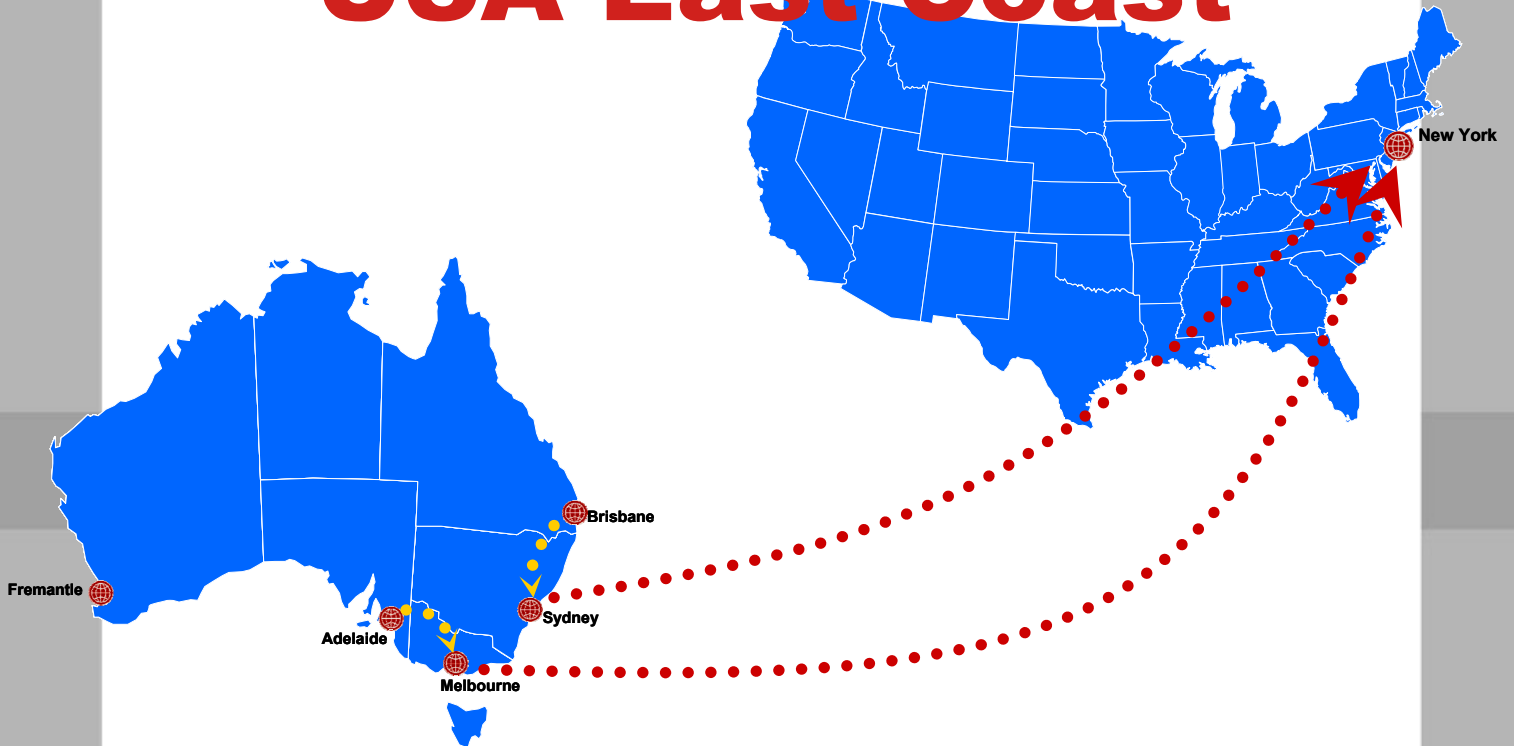 USA East Coast
New York
Brisbane
Fremantle
Sydney
Adelaide
Melbourne